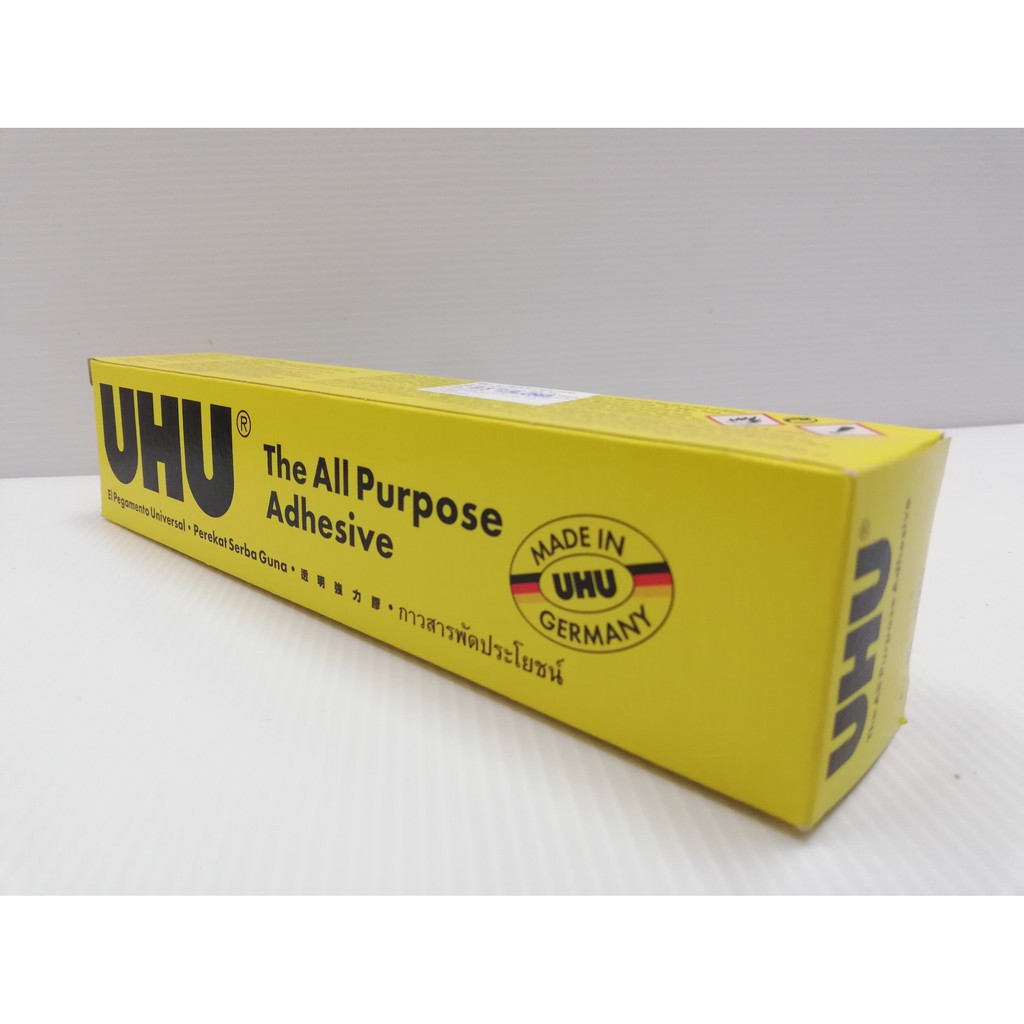 UHU®
The All Purpose
Adhesive
El Pegamento Universal • Perekat Serba Guna • 透明強力膠 • กาวสารพัดประโยชน์
MADE IN
UHU
GERMANY
UHU®
The All Purpose Adhesive